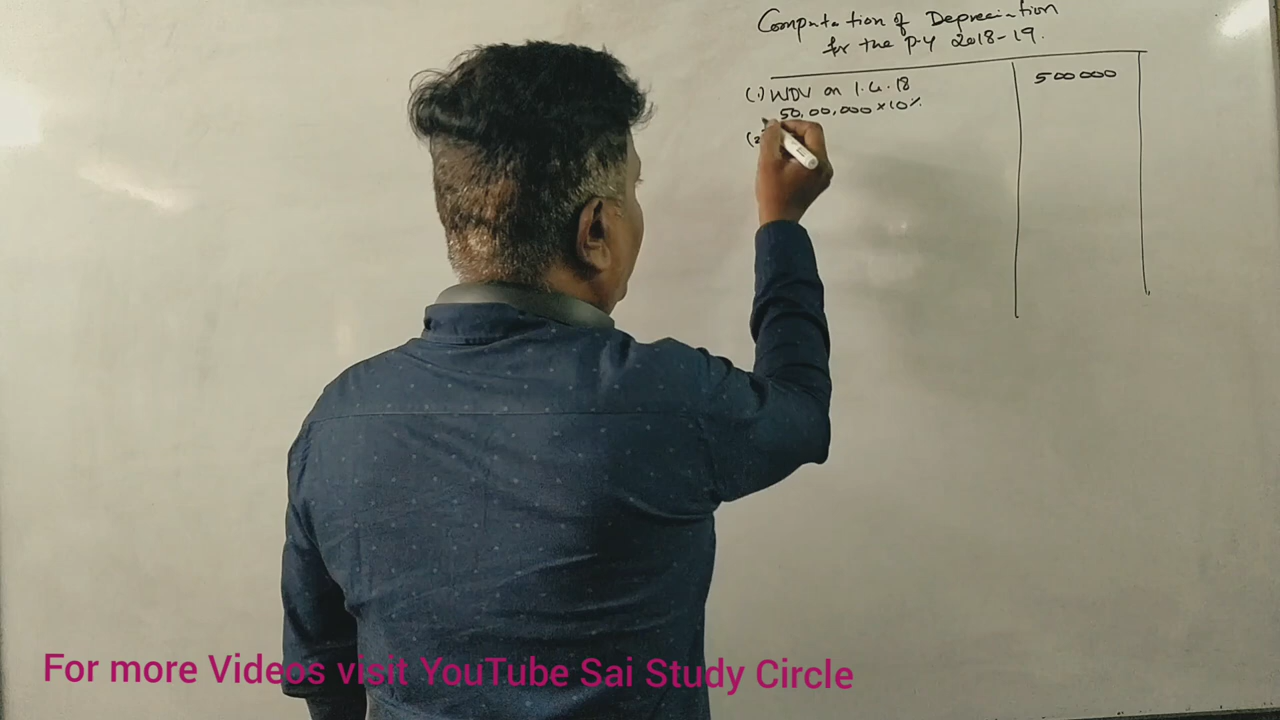 Computation of Depreciation
for the P.Y 2018-19.
(1) WDV on 1.4.18
500000
50,00,000 × 10%
(2
For more Videos visit YouTube Sai Study Circle